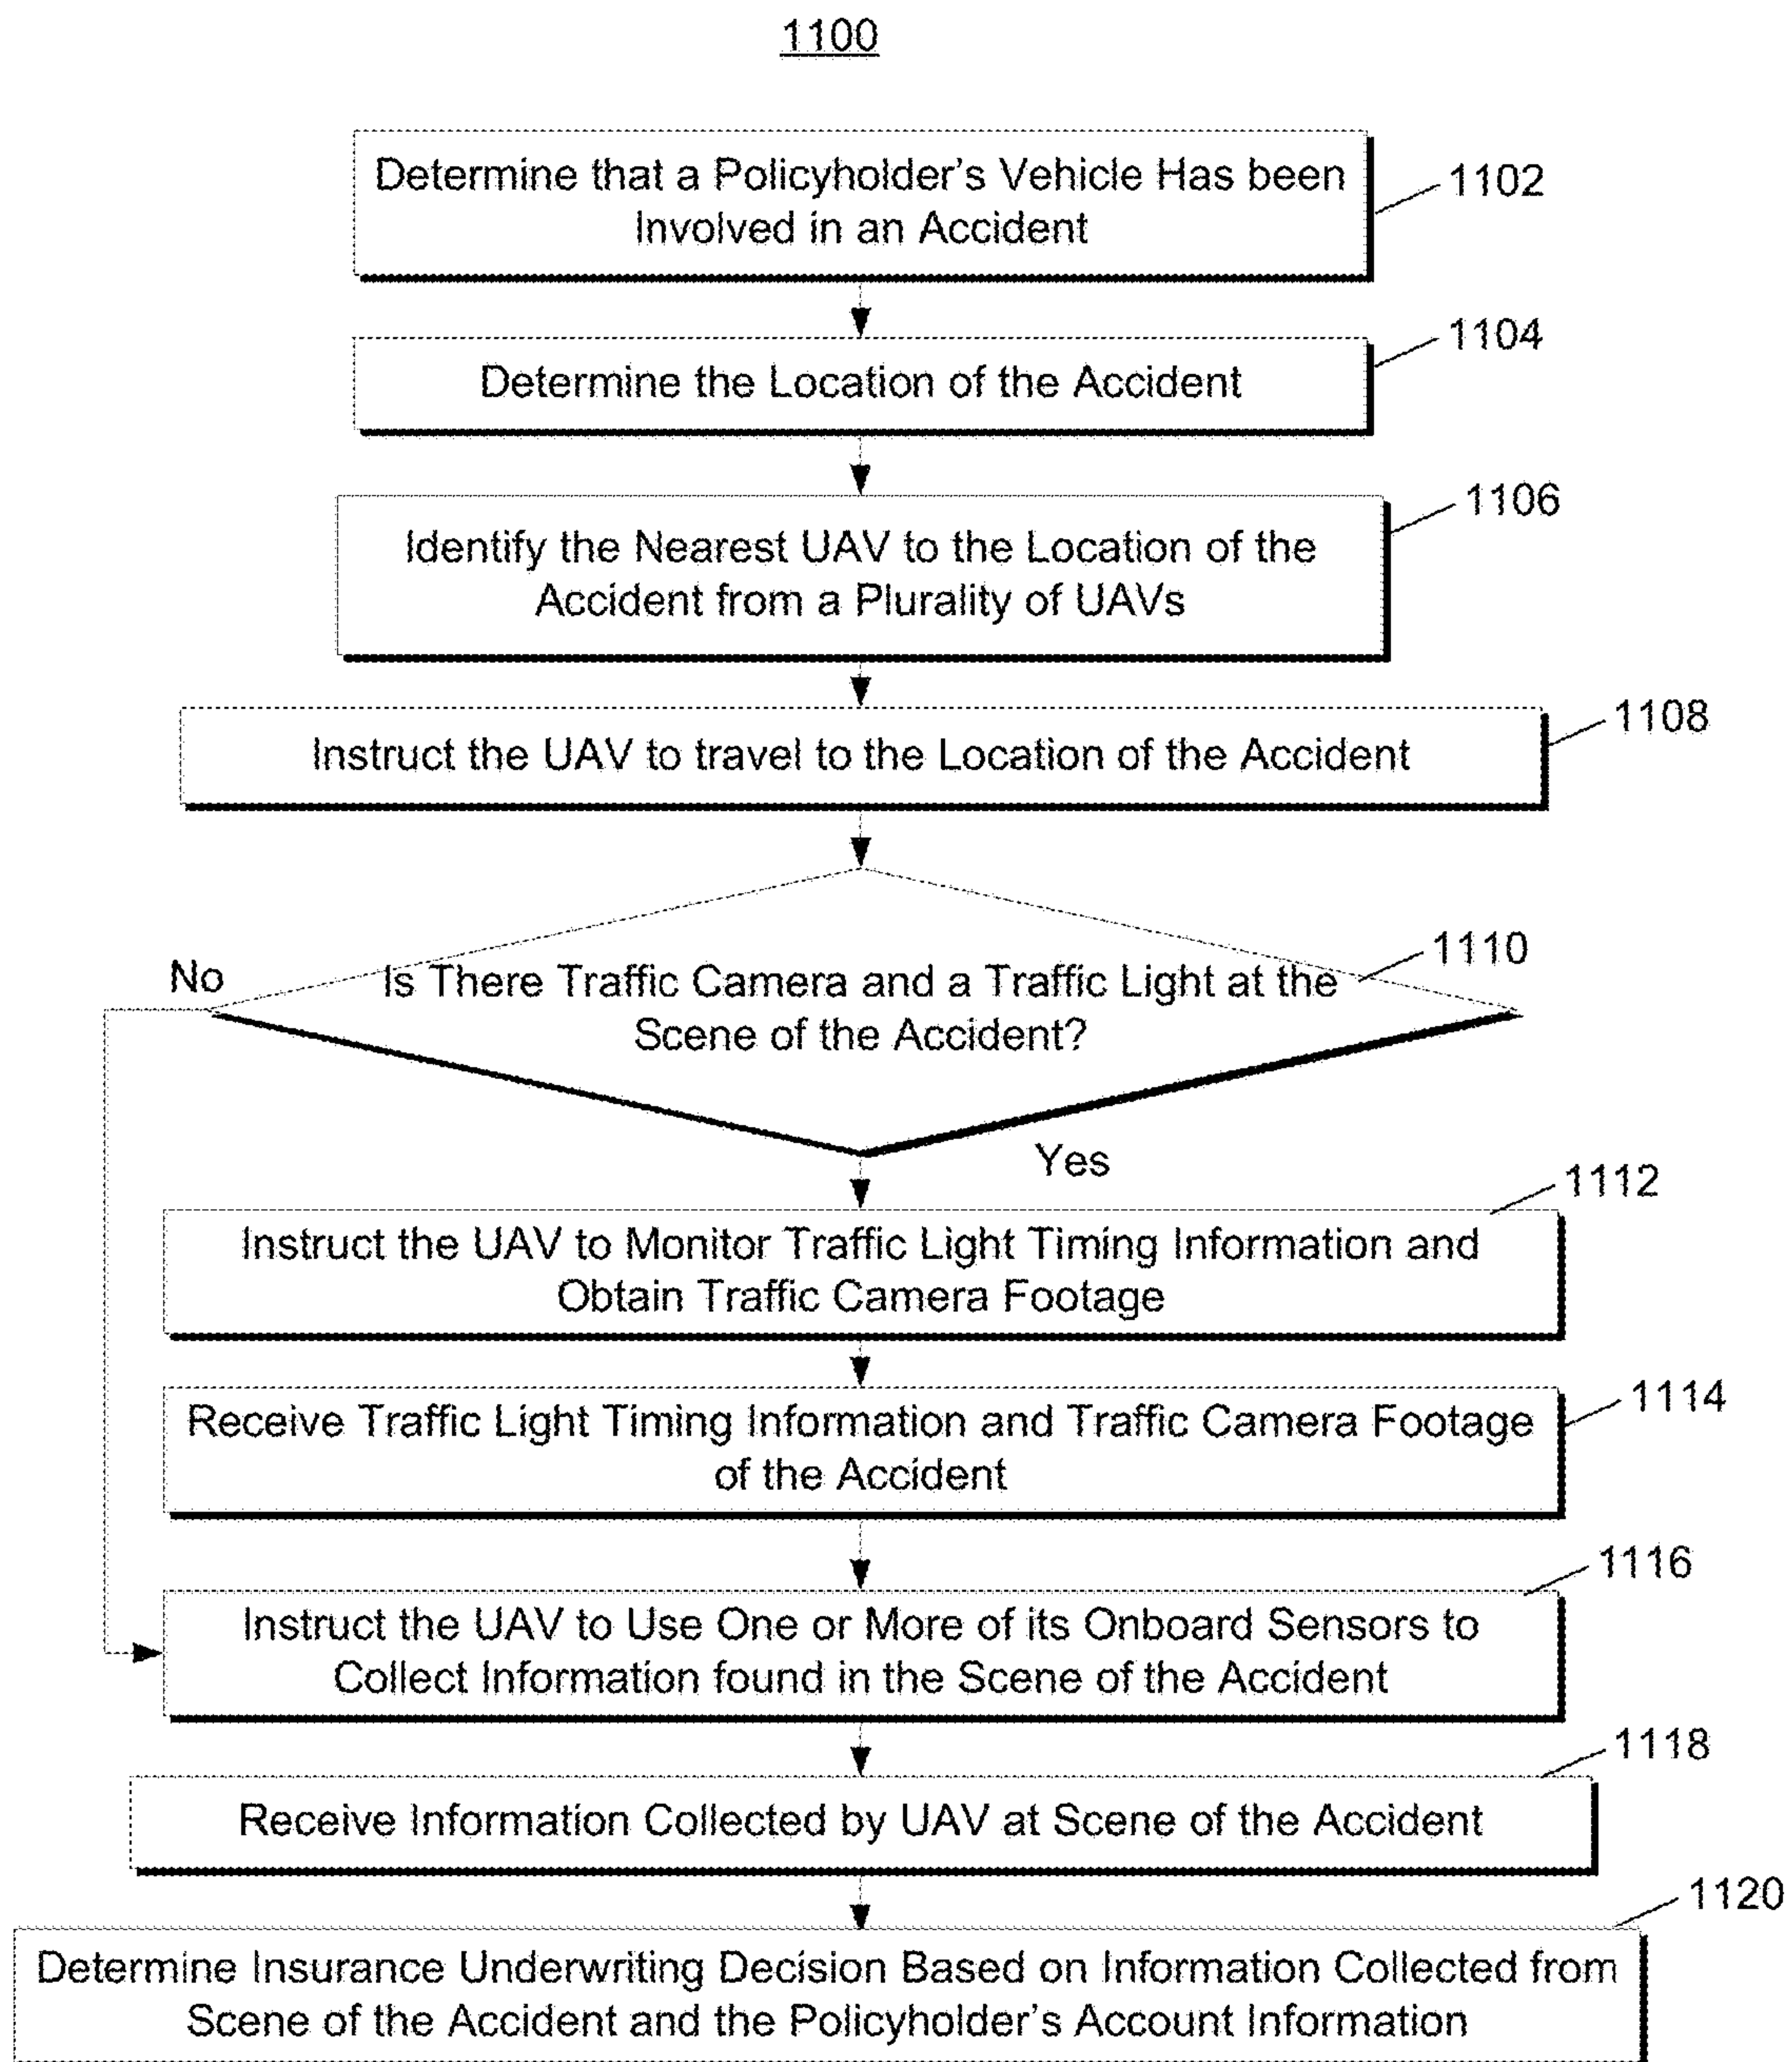 1100
Determine that a Policyholder's Vehicle Has been
Involved in an Accident
1102
Determine the Location of the Accident
1104
Identify the Nearest UAV to the Location of the
Accident from a Plurality of UAVs
1106
Instruct the UAV to travel to the Location of the Accident
1108
Is There Traffic Camera and a Traffic Light at the
Scene of the Accident?
1110
No
Yes
Instruct the UAV to Monitor Traffic Light Timing Information and
Obtain Traffic Camera Footage
1112
Receive Traffic Light Timing Information and Traffic Camera Footage
of the Accident
1114
Instruct the UAV to Use One or More of its Onboard Sensors to
Collect Information found in the Scene of the Accident
1116
Receive Information Collected by UAV at Scene of the Accident
1118
Determine Insurance Underwriting Decision Based on Information Collected from
Scene of the Accident and the Policyholder's Account Information
1120